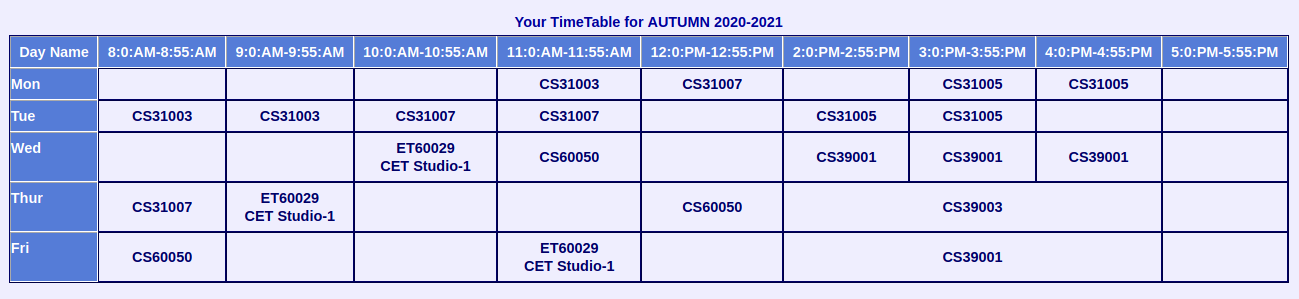 Your TimeTable for AUTUMN 2020-2021
Day Name 8:0:AM-8:55:AM 9:0:AM-9:55:AM 10:0:AM-10:55:AM 11:0:AM-11:55:AM 12:0:PM-12:55:PM 2:0:PM-2:55:PM 3:0:PM-3:55:PM 4:0:PM-4:55:PM 5:0:PM-5:55:PM
Mon CS31003 CS31007 CS31005 CS31005
Tue CS31003 CS31003 CS31007 CS31007 CS31005 CS31005
Wed ET60029
CET Studio-1 CS60050 CS39001 CS39001 CS39001
Thur CS31007 ET60029
CET Studio-1 CS60050 CS39003
Fri CS60050 ET60029
CET Studio-1 CS39001